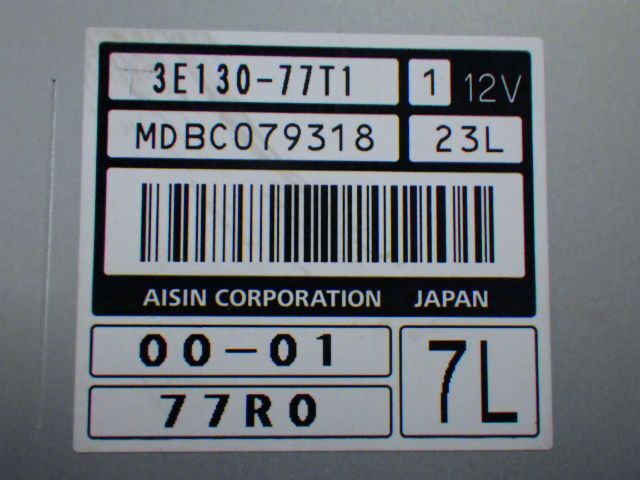 3E130-77T1 1 12V
MDBC079318 23L
AISIN CORPORATION JAPAN
00-01 7L
77R0